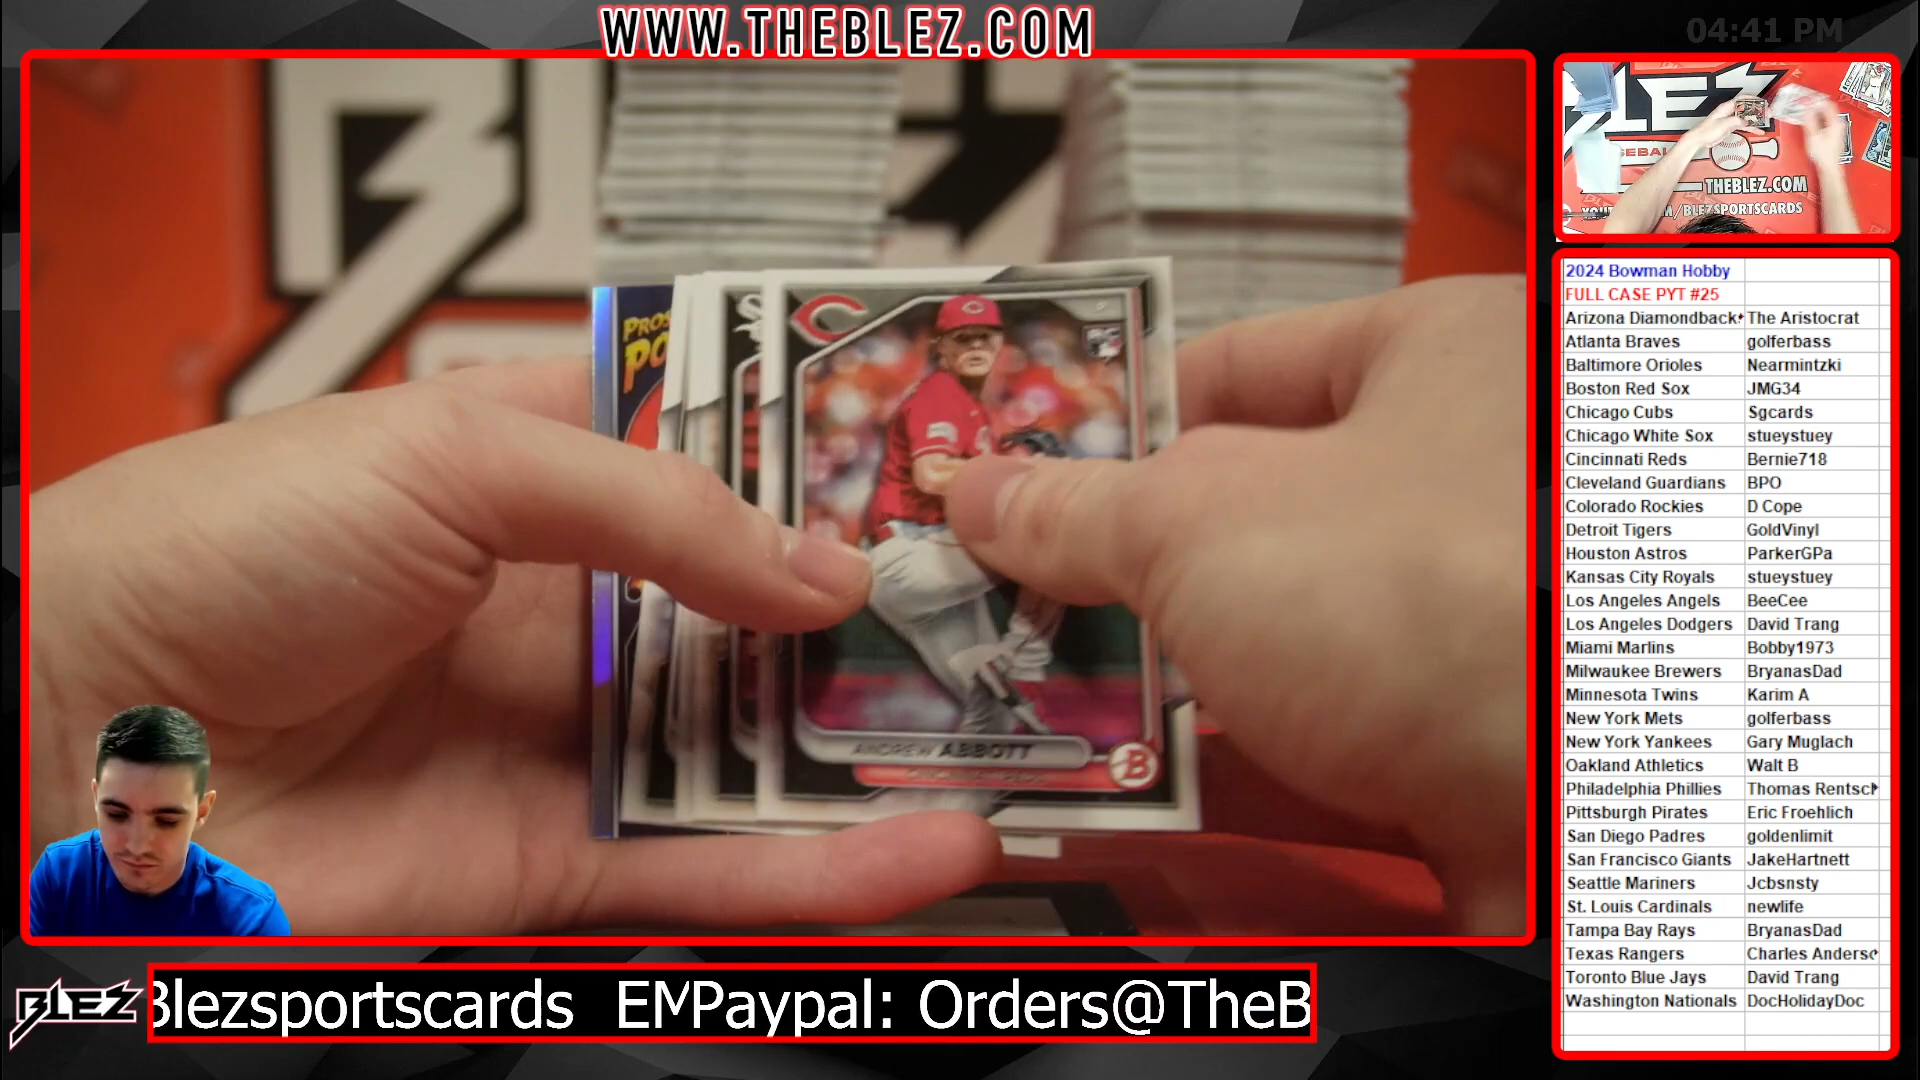 WWW.THEBLEZ.COM
04:41 PM
BLEZ
THEBLEZ.COM
/BLEZSPORTSCARDS
2024 Bowman Hobby
FULL CASE PYT #25
Arizona Diamondback The Aristocrat
Atlanta Braves golferbass
Baltimore Orioles Nearmintzki
Boston Red Sox JMG34
Chicago Cubs Sgcards
Chicago White Sox stueystuey
Cincinnati Reds Bernie718
Cleveland Guardians BPO
Colorado Rockies D Cope
Detroit Tigers GoldVinyl
Houston Astros ParkerGPa
Kansas City Royals stueystuey
Los Angeles Angels BeeCee
Los Angeles Dodgers David Trang
Miami Marlins Bobby1973
Milwaukee Brewers BryanasDad
Minnesota Twins Karim A
New York Mets golferbass
New York Yankees Gary Muglach
Oakland Athletics Walt B
Philadelphia Phillies Thomas Rentscl
Pittsburgh Pirates Eric Froehlich
San Diego Padres goldenlimit
San Francisco Giants JakeHartnett
Seattle Mariners Jcbsnsty
St. Louis Cardinals newlife
Tampa Bay Rays BryanasDad
Texas Rangers Charles Anders
Toronto Blue Jays David Trang
Washington Nationals DocHolidayDoc
PROS
PO
ANDREW ABBOTT
B
BLEZ
Blezsportscards EMPaypal: Orders@TheB